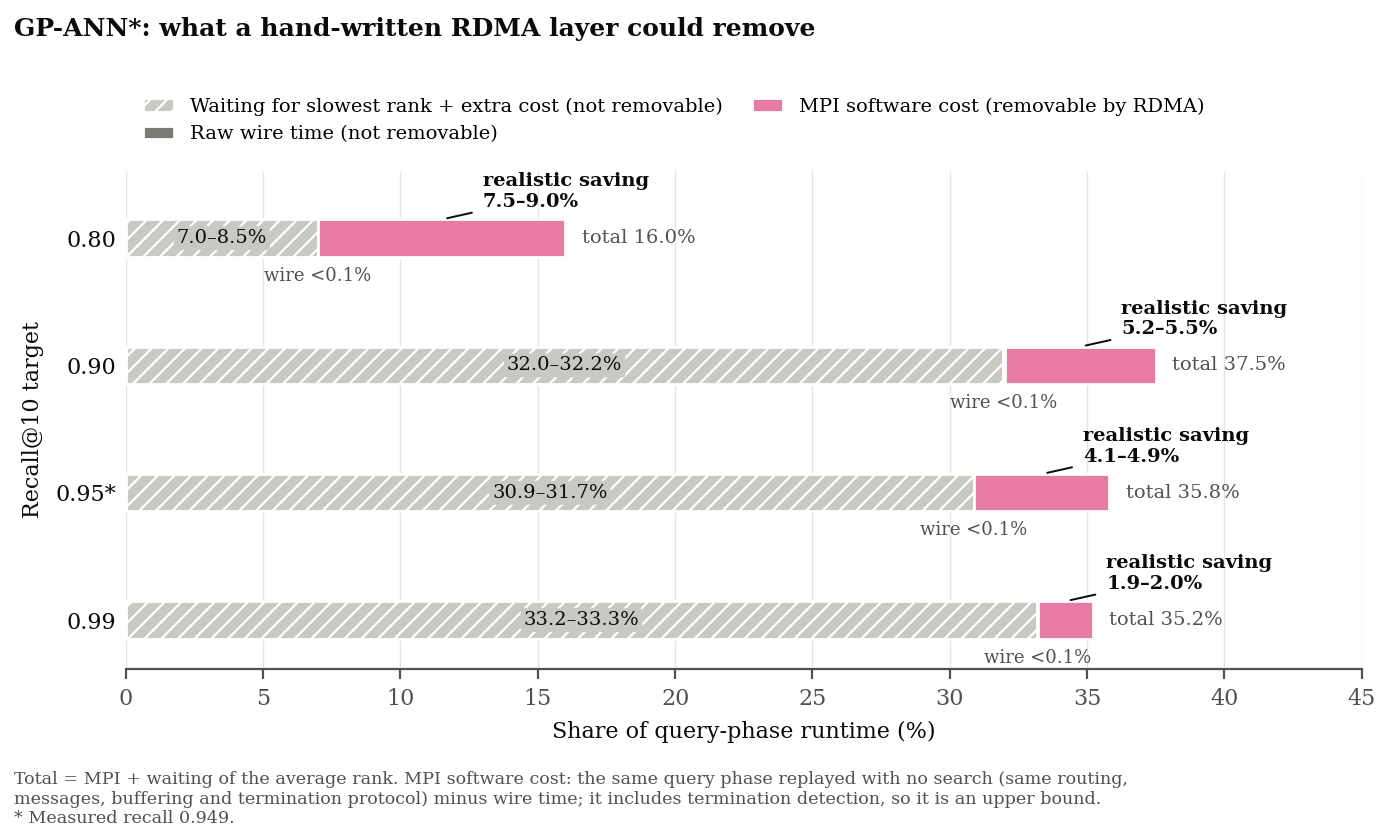 GP-ANN*: what a hand-written RDMA layer could remove
Waiting for slowest rank + extra cost (not removable)
MPI software cost (removable by RDMA)
Raw wire time (not removable)
realistic saving
7.5–9.0%
0.80
7.0–8.5%
total 16.0%
wire <0.1%
realistic saving
5.2–5.5%
0.90
32.0–32.2%
total 37.5%
wire <0.1%
realistic saving
4.1–4.9%
0.95*
30.9–31.7%
total 35.8%
wire <0.1%
realistic saving
1.9–2.0%
0.99
33.2–33.3%
total 35.2%
wire <0.1%
Recall@10 target
0 5 10 15 20 25 30 35 40 45
Share of query-phase runtime (%)
Total = MPI + waiting of the average rank. MPI software cost: the same query phase replayed with no search (same routing,
messages, buffering and termination protocol) minus wire time; it includes termination detection, so it is an upper bound.
* Measured recall 0.949.